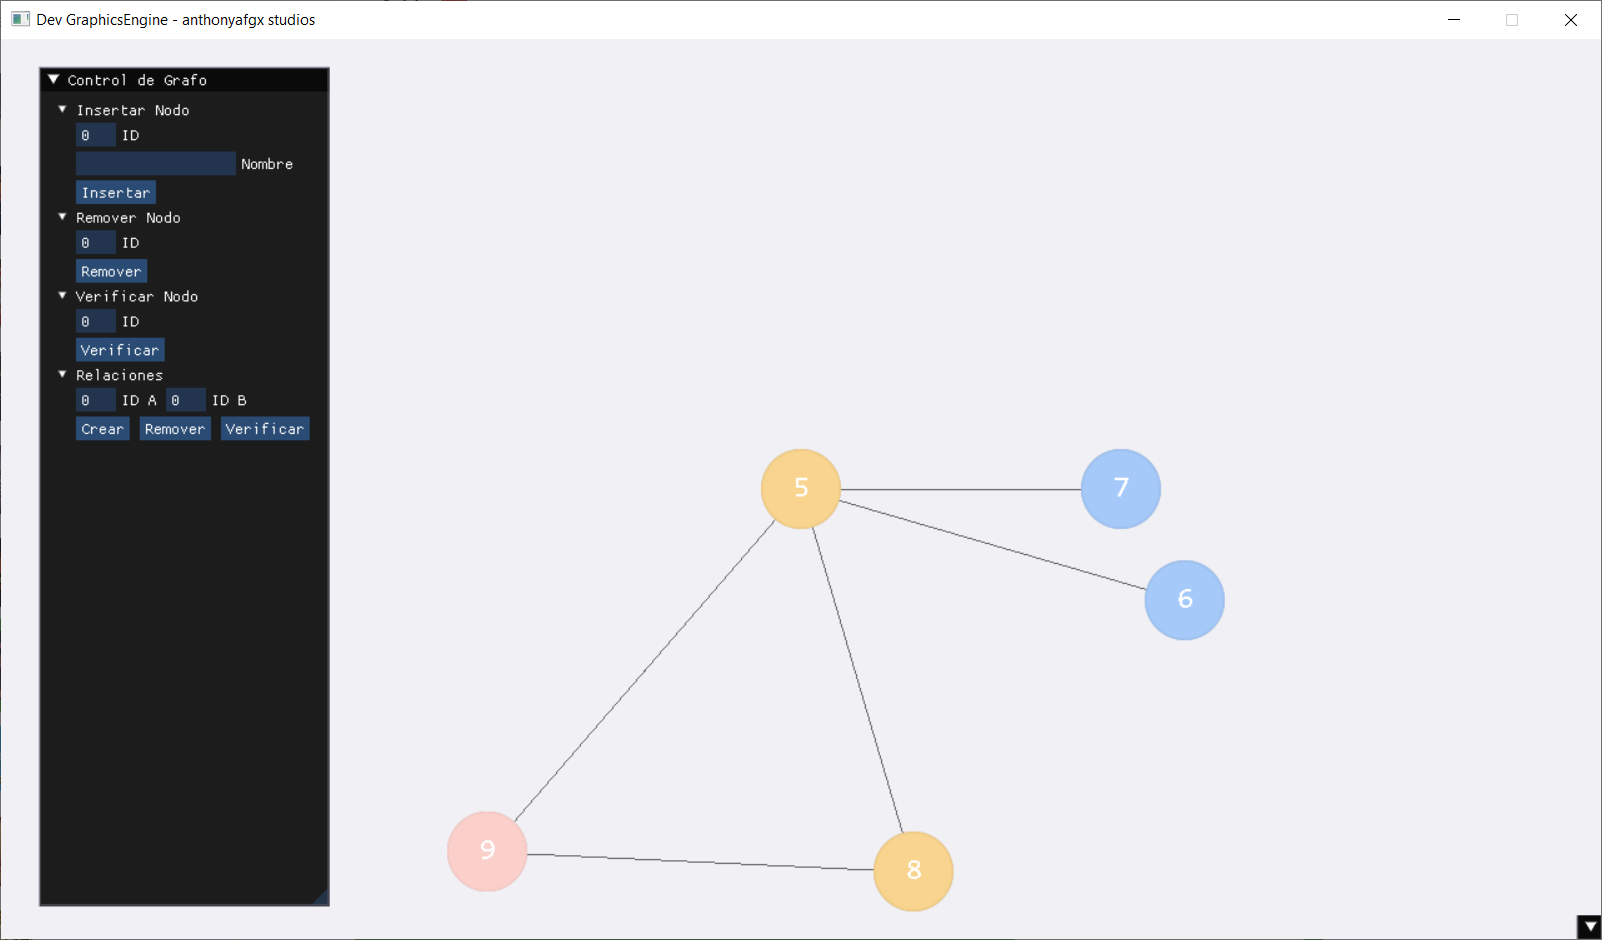 Dev GraphicsEngine - anthonyafgx studios
Control de Grafo
Insertar Nodo
0 ID
Nombre
Insertar
Remover Nodo
0 ID
Remover
Verificar Nodo
0 ID
Verificar
Relaciones
0 ID A 0 ID B
Crear Remover Verificar
5 7
6
9
8